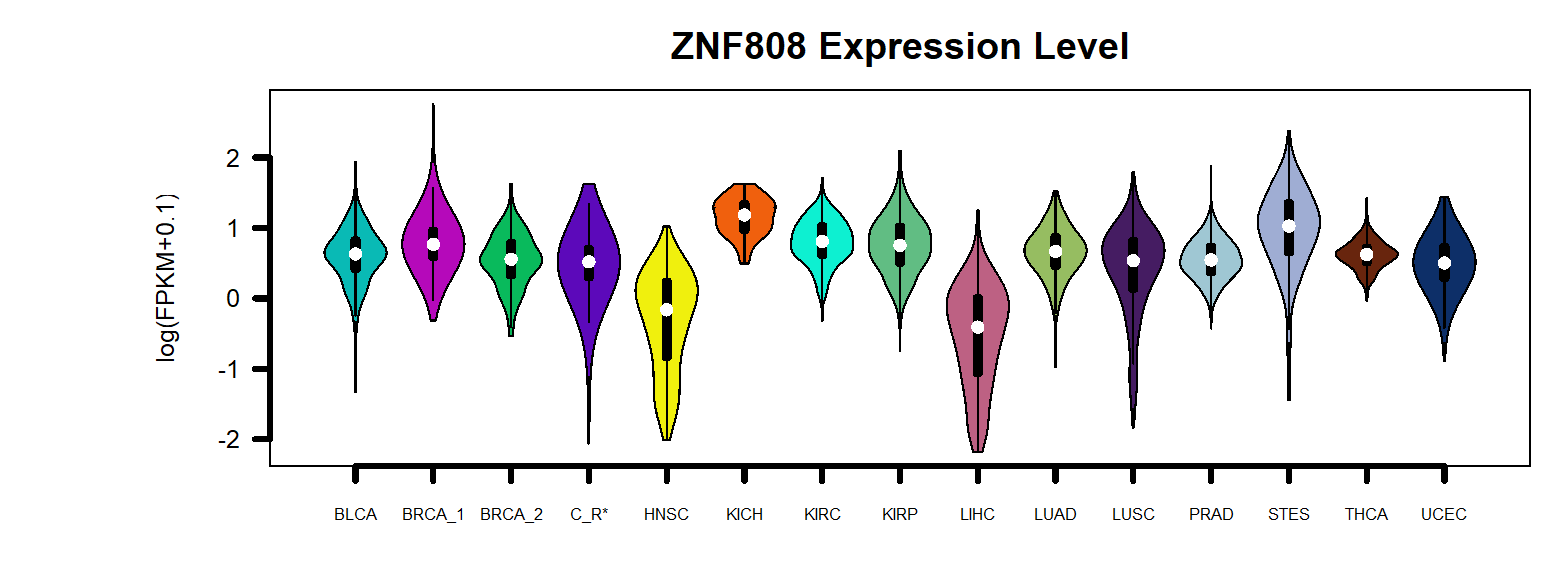 ZNF808 Expression Level
log(FPKM+0.1)
2
1
0
-1
-2
BLCA BRCA_1 BRCA_2 C_R* HNSC KICH KIRC KIRP LIHC LUAD LUSC PRAD STES THCA UCEC